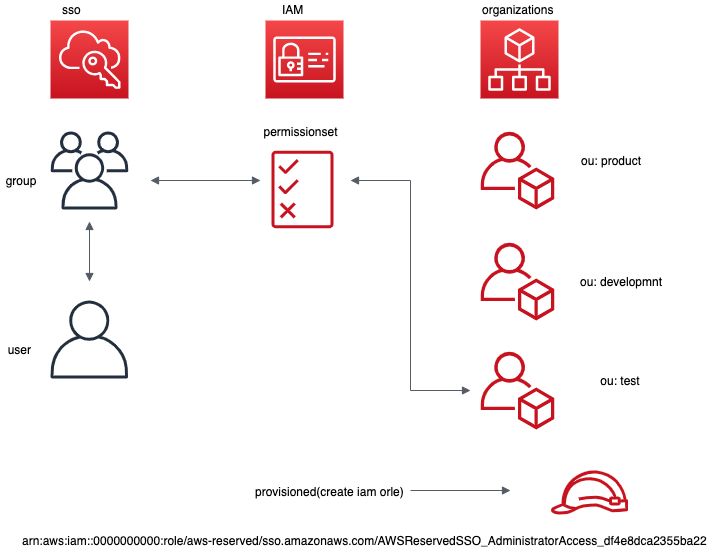 sso
IAM
organizations
permissionset
ou: product
group
ou: developmnt
user
ou: test
provisioned(create iam orle)
arn:aws:iam::0000000000:role/aws-reserved/sso.amazonaws.com/AWSReservedSSO_AdministratorAccess_df4e8dca2355ba22